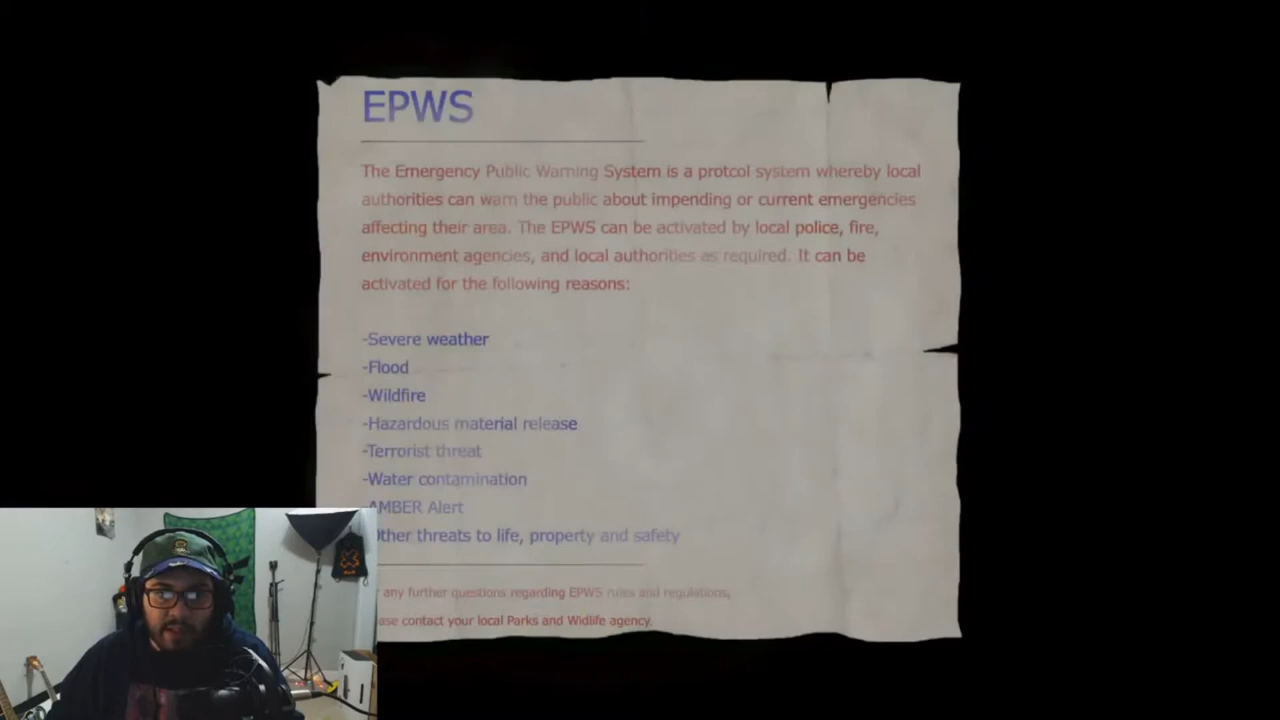 EPWS
The Emergency Public Warning System is a protcol system whereby local
authorities can warn the public about impending or current emergencies
affecting their area. The EPWS can be activated by local police, fire,
environment agencies, and local authorities as required. It can be
activated for the following reasons:
-Severe weather
-Flood
-Wildfire
-Hazardous material release
-Terrorist threat
-Water contamination
AMBER Alert
Other threats to life, property and safety
any further questions regarding EPWS rules and regulations,
contact your local Parks and Widlife agency.